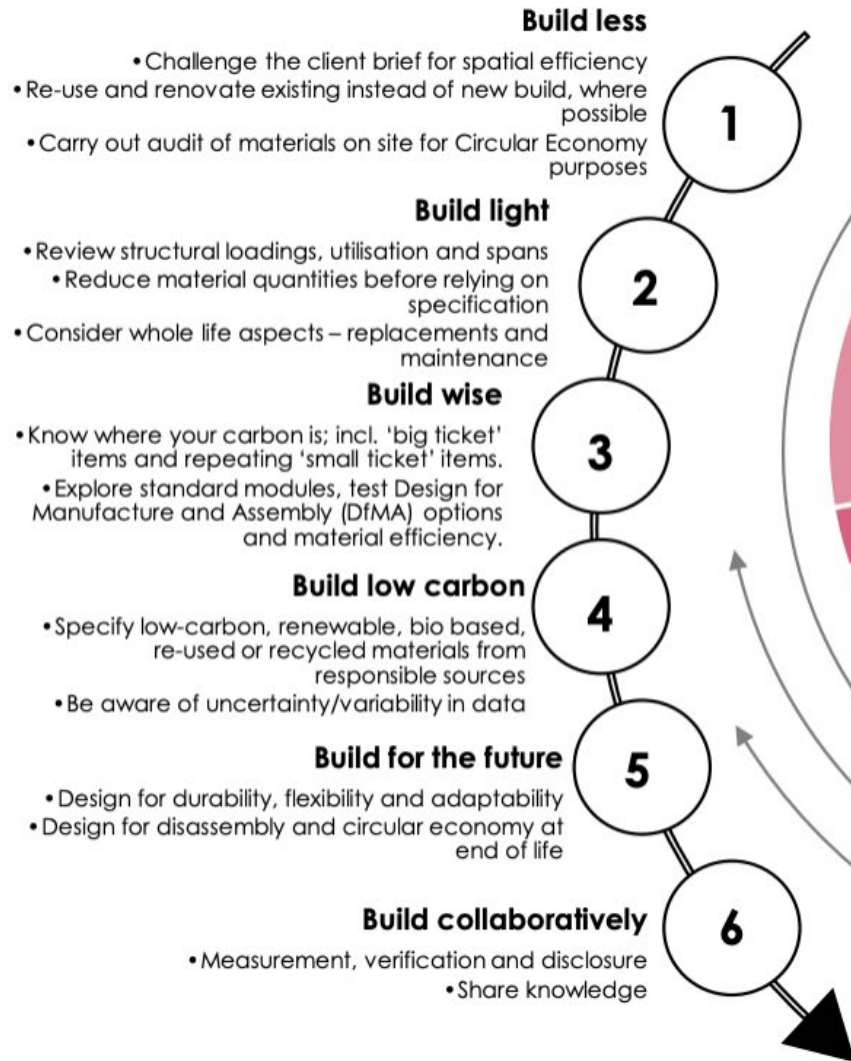 Build less
•Challenge the client brief for spatial efficiency
•Re-use and renovate existing instead of new build, where
possible
•Carry out audit of materials on site for Circular Economy
purposes
1
Build light
•Review structural loadings, utilisation and spans
•Reduce material quantities before relying on
specification
•Consider whole life aspects – replacements and
maintenance
2
Build wise
•Know where your carbon is; incl. ‘big ticket’
items and repeating ‘small ticket’ items.
•Explore standard modules, test Design for
Manufacture and Assembly (DfMA) options
and material efficiency.
3
Build low carbon
•Specify low-carbon, renewable, bio based,
re-used or recycled materials from
responsible sources
•Be aware of uncertainty/variability in data
4
Build for the future
•Design for durability, flexibility and adaptability
•Design for disassembly and circular economy at
end of life
5
Build collaboratively
•Measurement, verification and disclosure
•Share knowledge
6